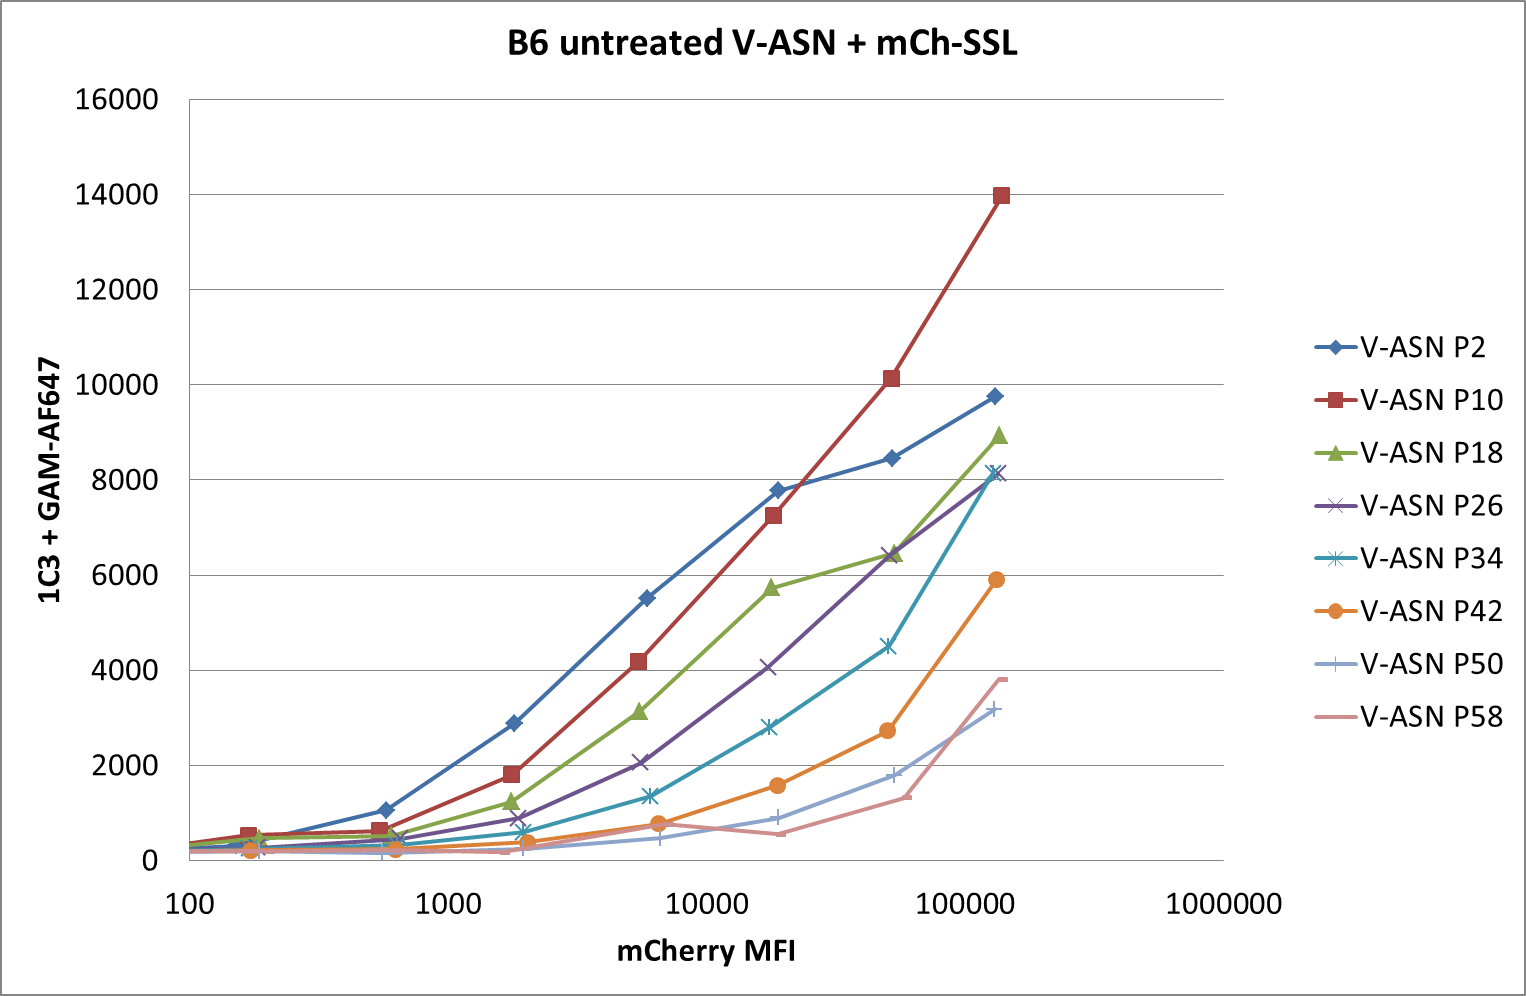 B6 untreated V-ASN + mCh-SSL
16000
14000
12000
10000
8000
6000
4000
2000
0
1C3 + GAM-AF647
100 1000 10000 100000 1000000
mCherry MFI
V-ASN P2
V-ASN P10
V-ASN P18
V-ASN P26
V-ASN P34
V-ASN P42
V-ASN P50
V-ASN P58